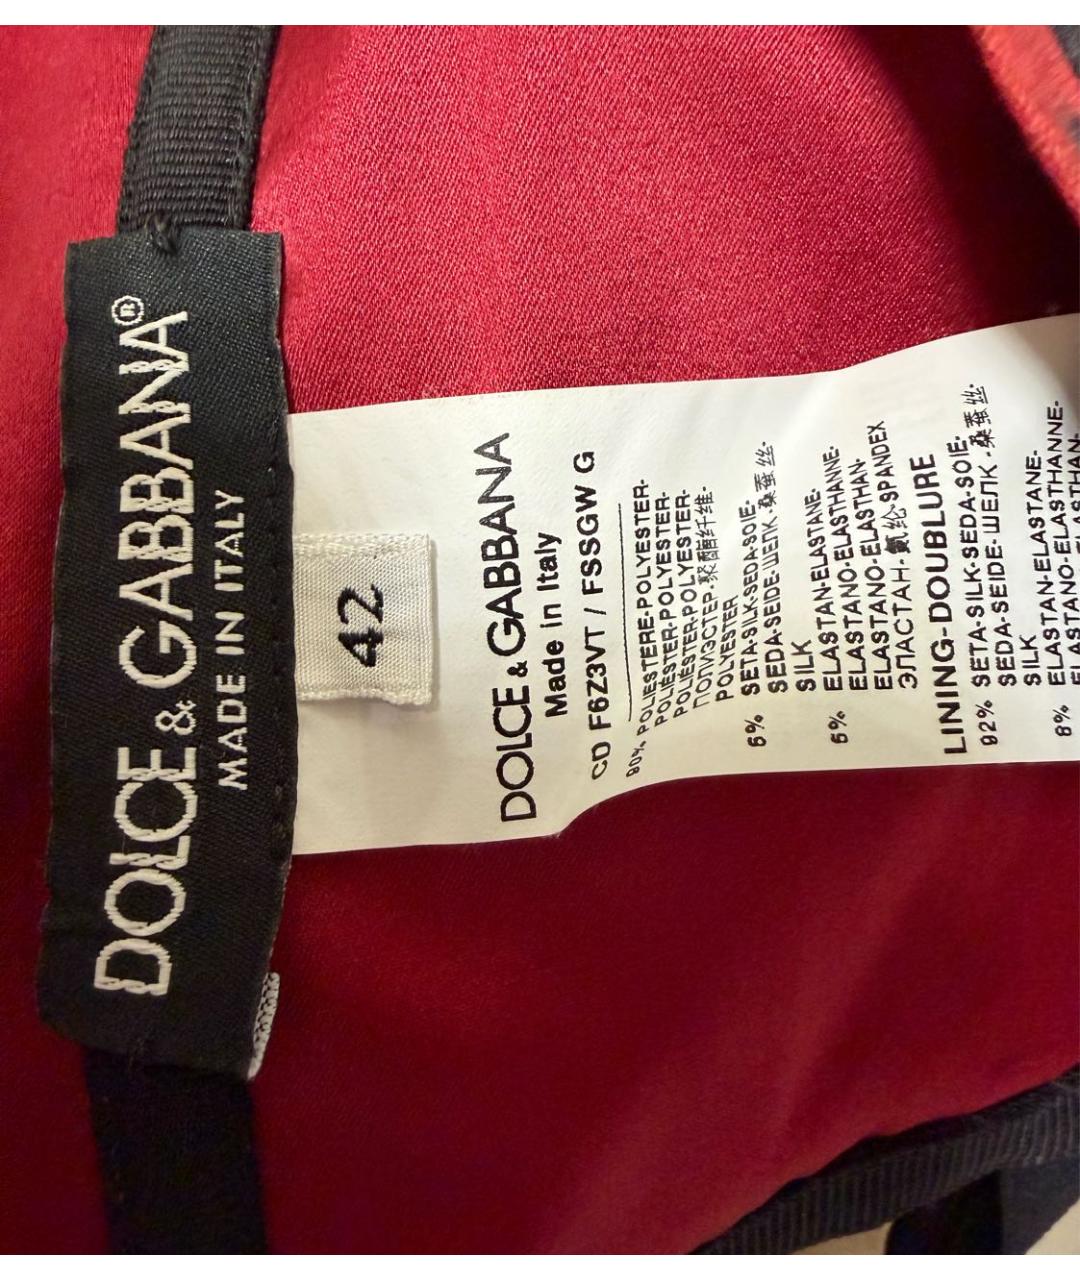 DOLCE & GABBANA®
MADE IN ITALY
42
DOLCE & GABBANA
Made in Italy
CD F6Z3VT / FSSGW G
90% POLIESTERE-POLYESTER-
POLIÉSTER-POLYESTER-
POLIÉSTER-POLYESTER-
ПОЛИЭСТЕР-聚酯纤维-
POLYESTER
5% SETA-SILK-SEDA-SOIE-
SEDA-SEIDE-ШЕЛК-桑蚕丝-
SILK
5% ELASTAN-ELASTANE-
ELASTANO-ELASTHANNE-
ELASTANO-ELASTHAN-
ЭЛАСТАН-氨纶-SPANDEX
LINING-DOUBLURE
92% SETA-SILK-SEDA-SOIE-
SEDA-SEIDE-ШЕЛК-桑蚕丝-
SILK
8% ELASTAN-ELASTANE-
ELASTANO-ELASTHANNE-